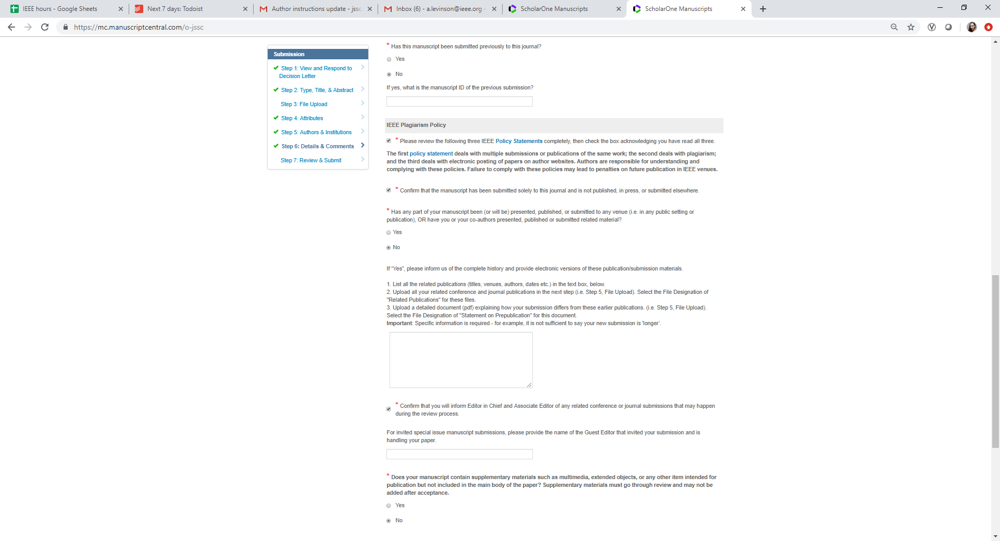 IEEE hours - Google Sheets
Next 7 days: Todoist
Author instructions update - jssc
Inbox (6) - a.levinson@ieee.org -
ScholarOne Manuscripts
ScholarOne Manuscripts
https://mc.manuscriptcentral.com/o-jssc
Submission
Step 1: View and Respond to
Decision Letter
Step 2: Type, Title, & Abstract
Step 3: File Upload
Step 4: Attributes
Step 5: Authors & Institutions
Step 6: Details & Comments
Step 7: Review & Submit
* Has this manuscript been submitted previously to this journal?
Yes
No
If yes, what is the manuscript ID of the previous submission?
IEEE Plagiarism Policy
* Please review the following three IEEE Policy Statements completely, then check the box acknowledging you have read all three.
The first policy statement deals with multiple submissions or publications of the same work; the second deals with plagiarism;
and the third deals with electronic posting of papers on author websites. Authors are responsible for understanding and
complying with these policies. Failure to comply with these policies may lead to penalties on future publication in IEEE venues.
* Confirm that the manuscript has been submitted solely to this journal and is not published, in press, or submitted elsewhere.
* Has any part of your manuscript been (or will be) presented, published, or submitted to any venue (i.e. in any public setting or
publication), OR have you or your co-authors presented, published or submitted related material?
Yes
No
If “Yes”, please inform us of the complete history and provide electronic versions of these publication/submission materials.
1. List all the related publications (titles, venues, authors, dates etc.) in the text box, below.
2. Upload all your related conference and journal publications in the next step (i.e. Step 5, File Upload). Select the File Designation of
"Related Publications" for these files.
3. Upload a detailed document (pdf) explaining how your submission differs from these earlier publications. (i.e. Step 5, File Upload).
Select the File Designation of "Statement on Prepublication" for this document.
Important: Specific information is required - for example, it is not sufficient to say your new submission is 'longer’.
* Confirm that you will inform Editor in Chief and Associate Editor of any related conference or journal submissions that may happen
during the review process.
For invited special issue manuscript submissions, please provide the name of the Guest Editor that invited your submission and is
handling your paper.
* Does your manuscript contain supplementary materials such as multimedia, extended objects, or any other item intended for
publication but not included in the main body of the paper? Supplementary materials must go through review and may not be
added after acceptance.
Yes
No